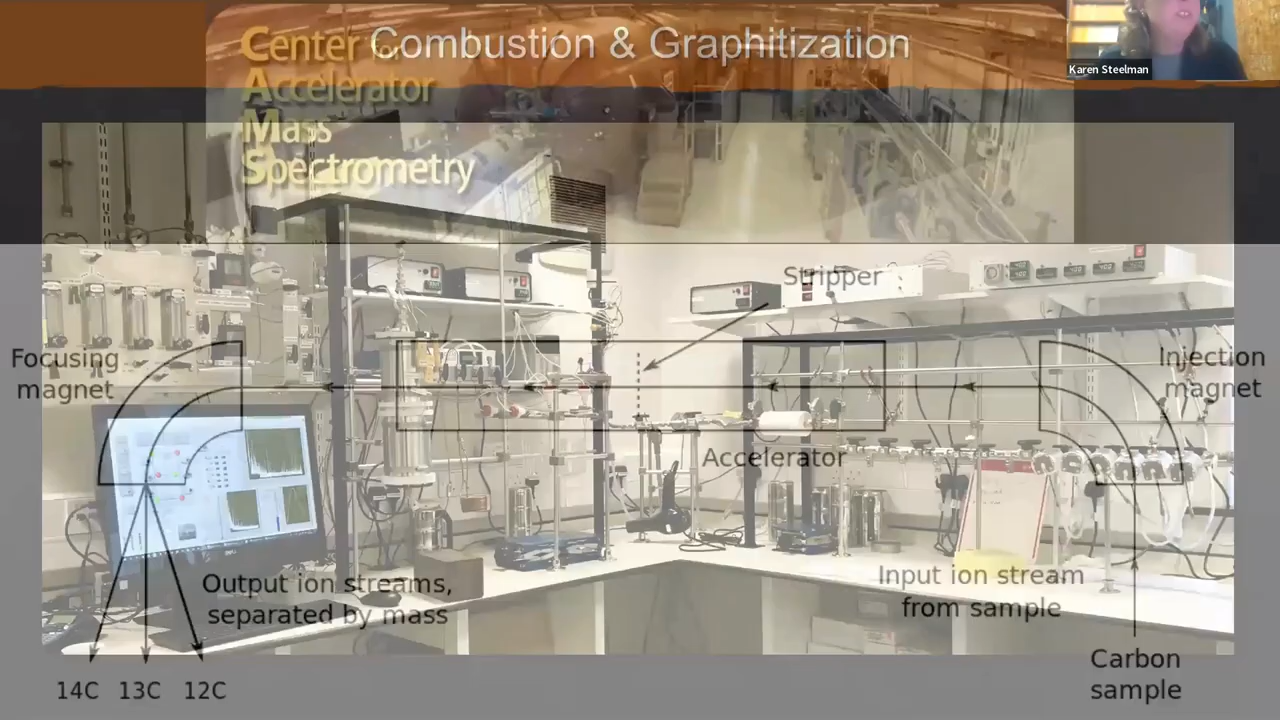 Combustion & Graphitization
Center for
Accelerator
Mass
Spectrometry
Karen Steelman
Stripper
Focusing
magnet
Injection
magnet
Accelerator
Output ion streams,
separated by mass
Input ion stream
from sample
Carbon
sample
14C 13C 12C